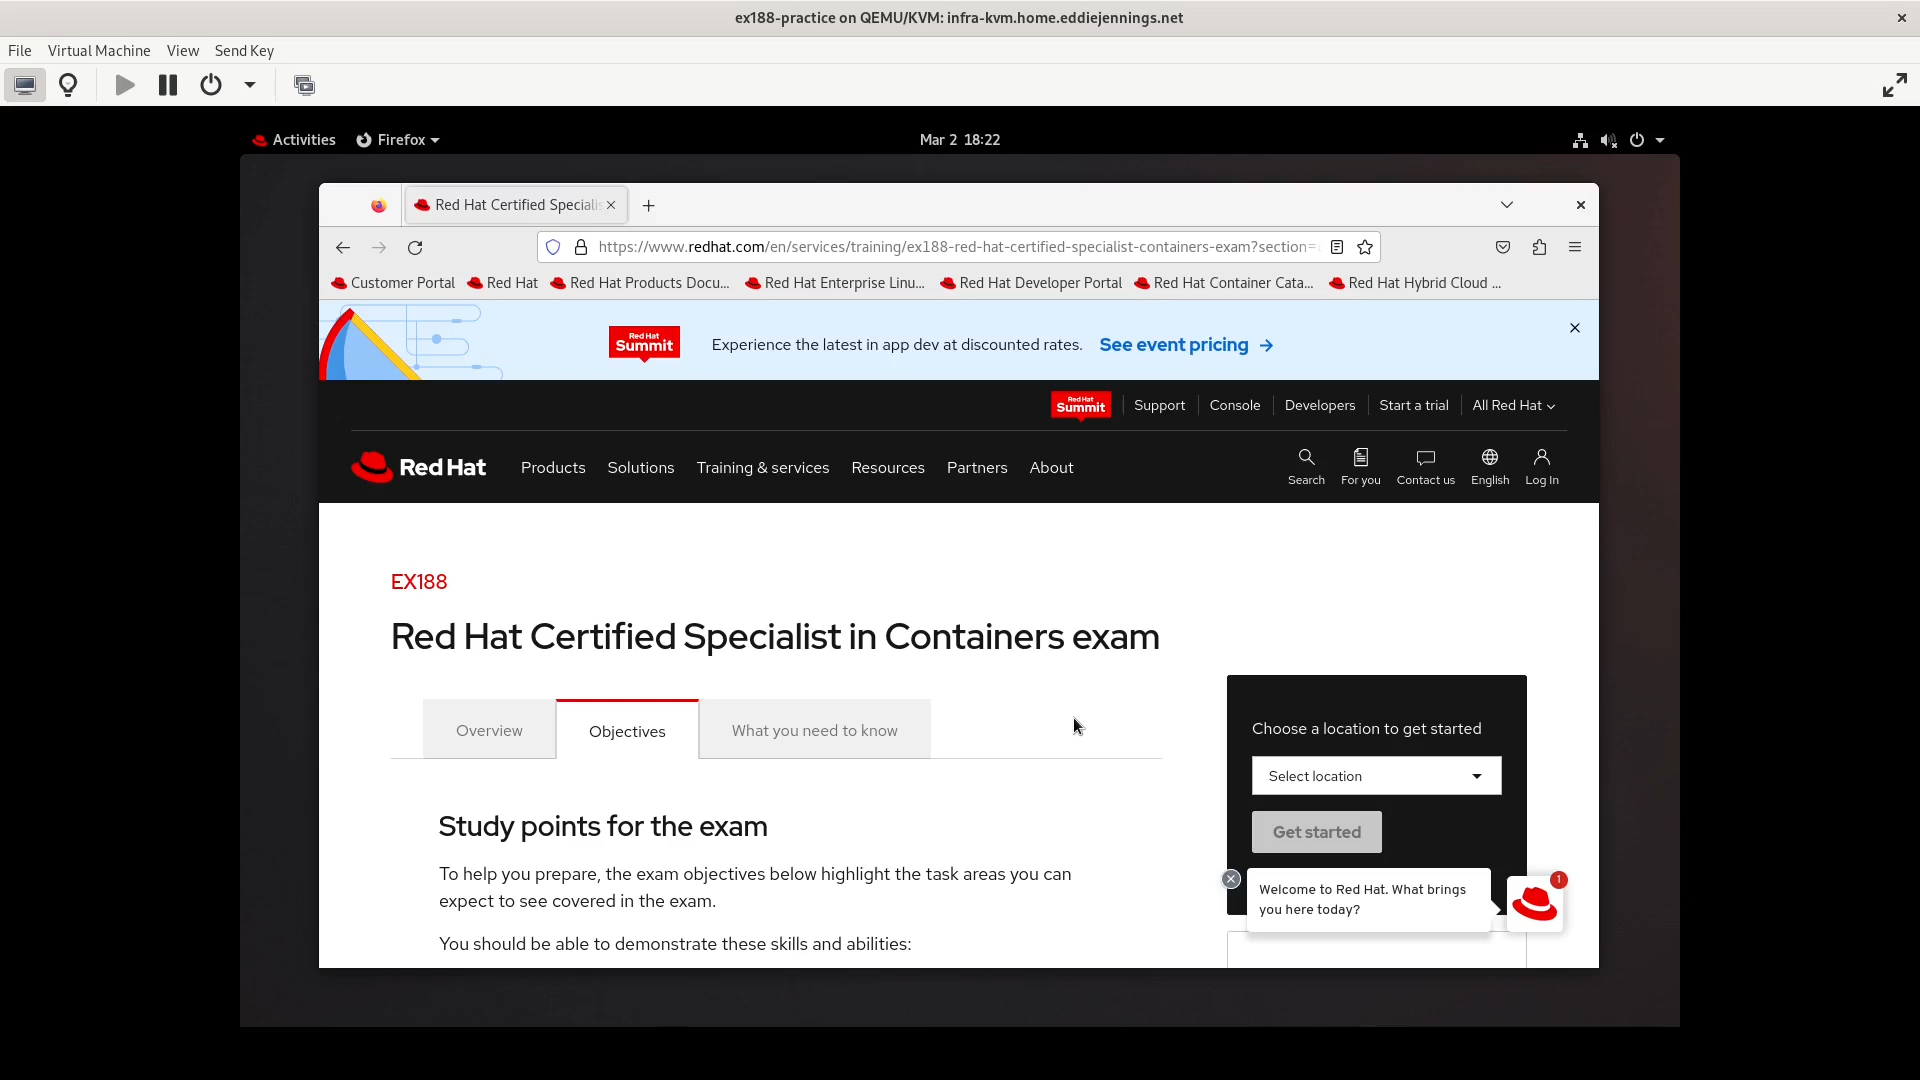 ex188-practice on QEMU/KVM: infra-kvm.home.eddiejennings.net
File Virtual Machine View Send Key
Activities Firefox Mar 2 18:22
Red Hat Certified Specialis
https://www.redhat.com/en/services/training/ex188-red-hat-certified-specialist-containers-exam?section=
Customer Portal Red Hat Red Hat Products Docu... Red Hat Enterprise Linu... Red Hat Developer Portal Red Hat Container Cata... Red Hat Hybrid Cloud ...
Red Hat
Summit
Experience the latest in app dev at discounted rates. See event pricing →
Red Hat
Summit
Support Console Developers Start a trial All Red Hat
Red Hat Products Solutions Training & services Resources Partners About
Search For you Contact us English Log In
EX188
Red Hat Certified Specialist in Containers exam
Overview Objectives What you need to know
Study points for the exam
To help you prepare, the exam objectives below highlight the task areas you can
expect to see covered in the exam.
You should be able to demonstrate these skills and abilities:
Choose a location to get started
Select location
Get started
Welcome to Red Hat. What brings
you here today?
1